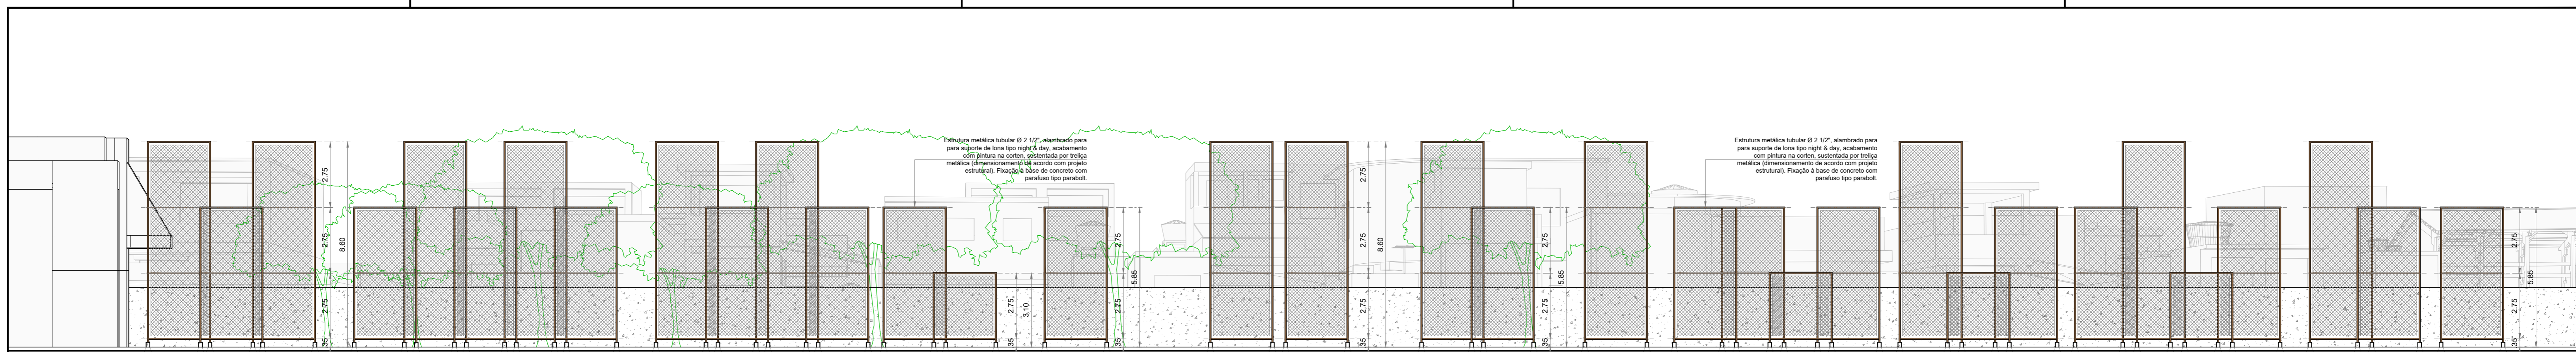 Estrutura metálica tubular Ø 2 1/2", alambrado para
para suporte de lona tipo night & day, acabamento
com pintura na corten, sustentada por treliça
metálica (dimensionamento de acordo com projeto
estrutural). Fixação à base de concreto com
parafuso tipo parabolt.
Estrutura metálica tubular Ø 2 1/2", alambrado para
para suporte de lona tipo night & day, acabamento
com pintura na corten, sustentada por treliça
metálica (dimensionamento de acordo com projeto
estrutural). Fixação à base de concreto com
parafuso tipo parabolt.
2.75
2.75
2.75
.35
8.60
2.75
.35
3.10
2.75
2.75
.35
5.85
2.75
2.75
2.75
.35
8.60
2.75
2.75
.35
5.85
2.75
2.75
.35
5.85